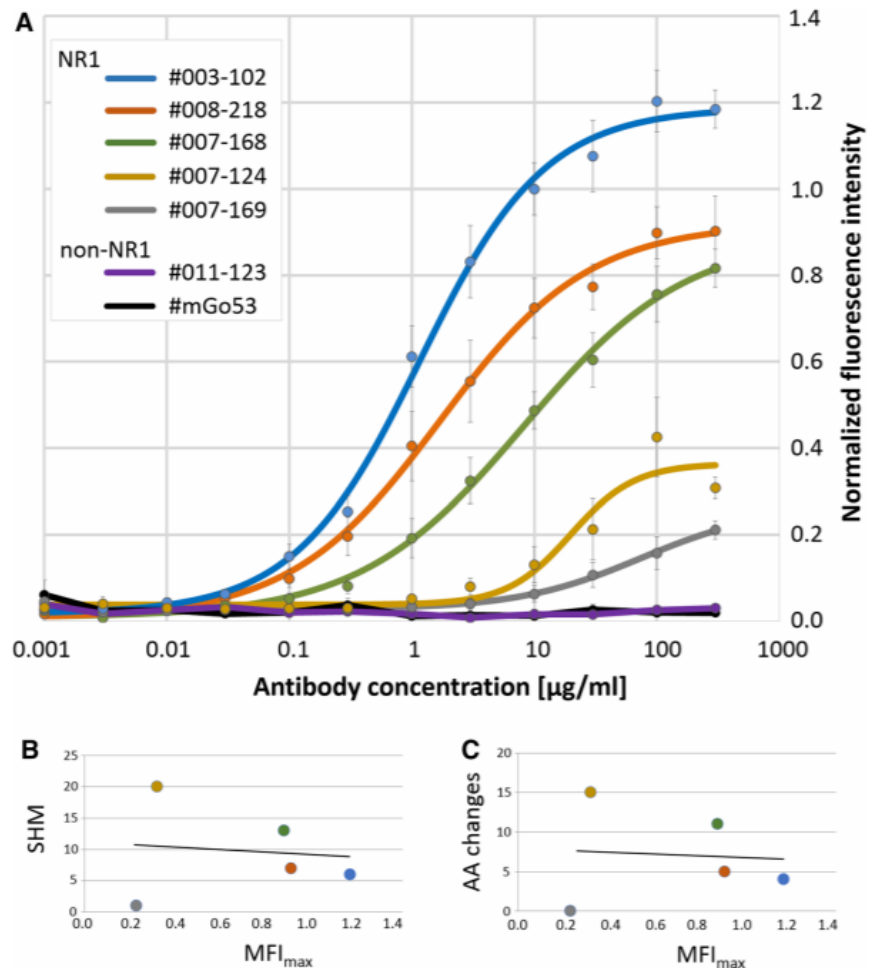 A
NR1
#003-102
#008-218
#007-168
#007-124
#007-169
non-NR1
#011-123
#mGo53
1.4
1.2
1.0
0.8
0.6
0.4
0.2
0.0
Normalized fluorescence intensity
0.001 0.01 0.1 1 10 100 1000
Antibody concentration [µg/ml]
B
25
20
15
10
5
0
SHM
0.0 0.2 0.4 0.6 0.8 1.0 1.2 1.4
MFImax
C
20
15
10
5
0
AA changes
0.0 0.2 0.4 0.6 0.8 1.0 1.2 1.4
MFImax